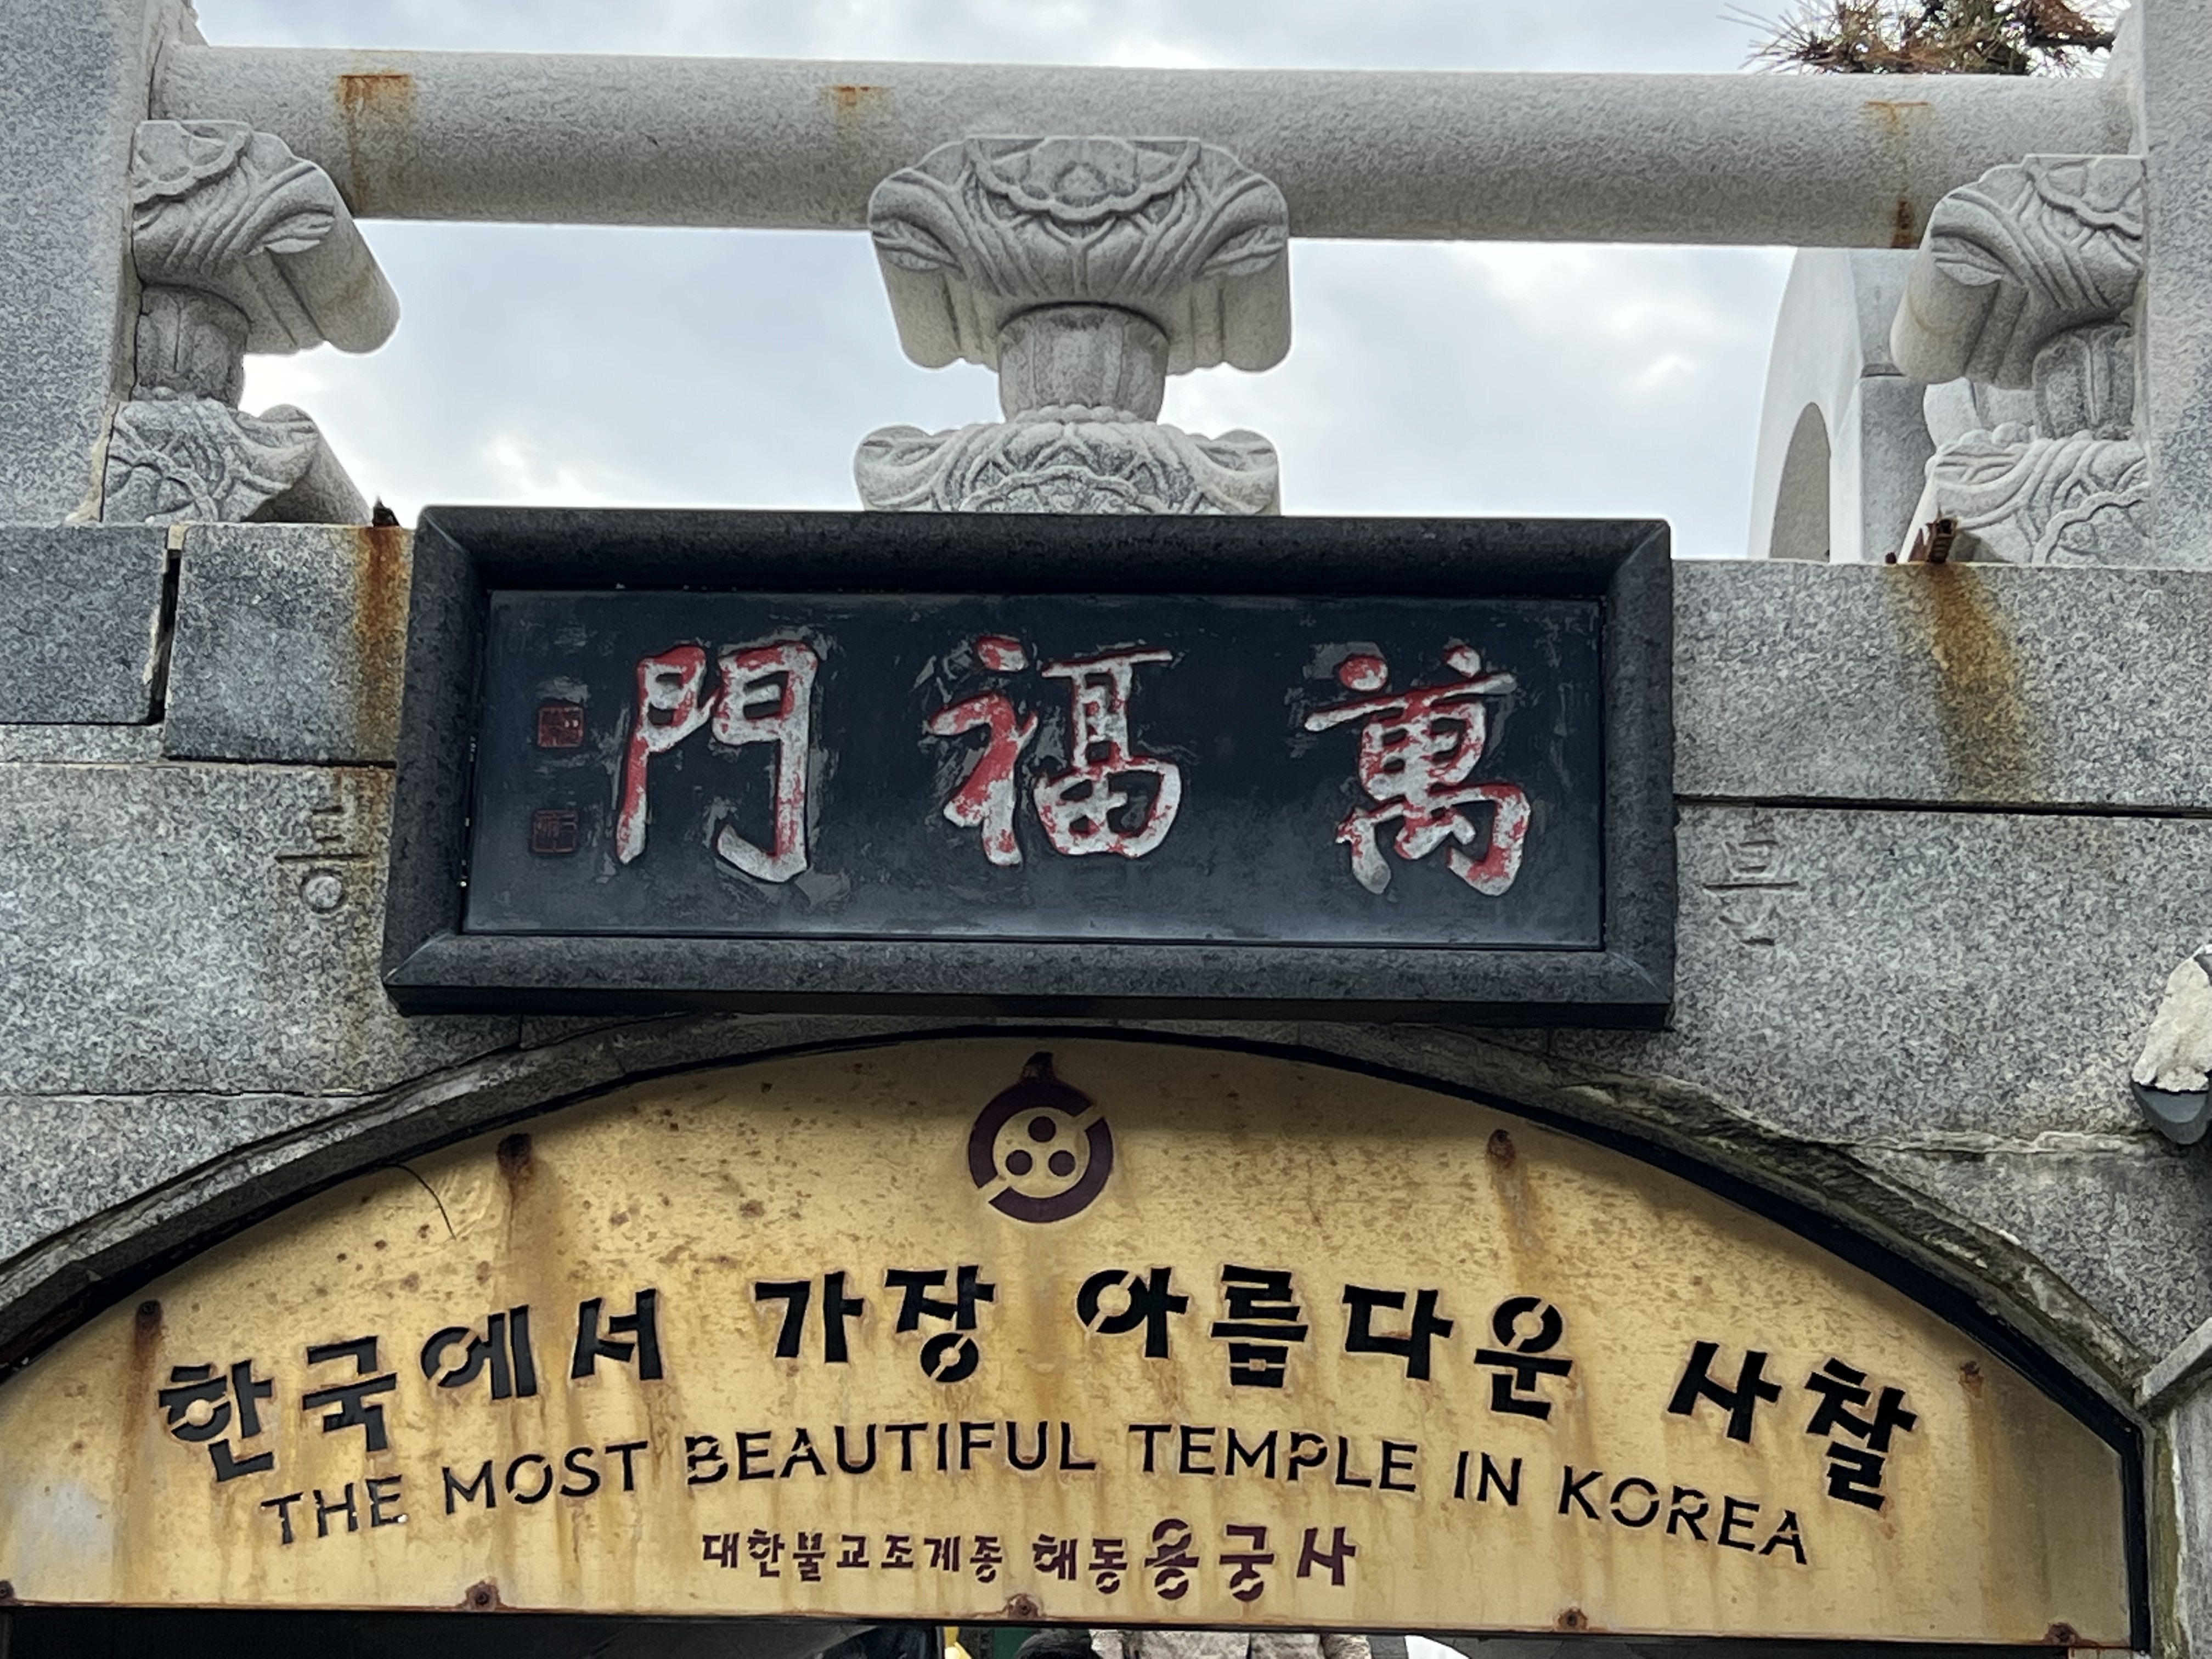 萬福門
한국에서 가장 아름다운 사찰
THE MOST BEAUTIFUL TEMPLE IN KOREA
대한불교조계종 해동용궁사